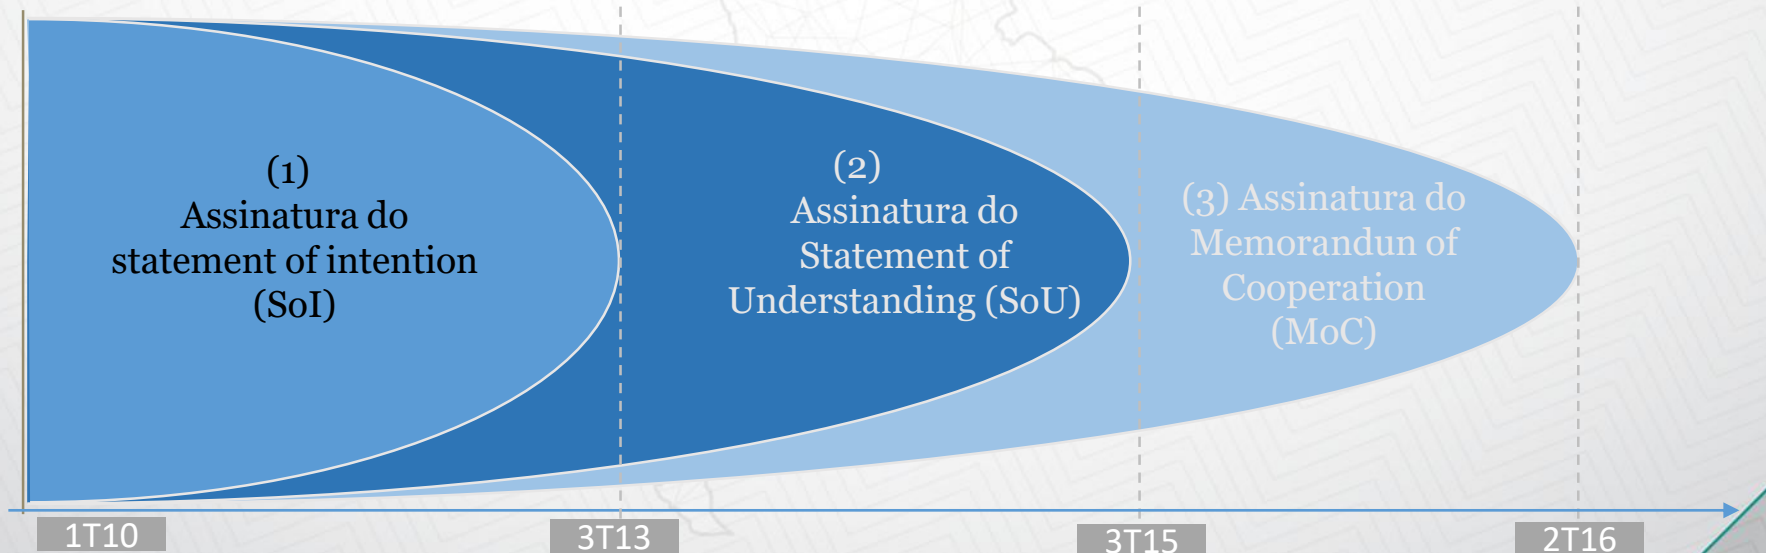 (1)
Assinatura do
statement of intention
(SoI)
(2)
Assinatura do
Statement of
Understanding (SoU)
(3) Assinatura do
Memorandun of
Cooperation
(MoC)
1T10
3T13
3T15
2T16